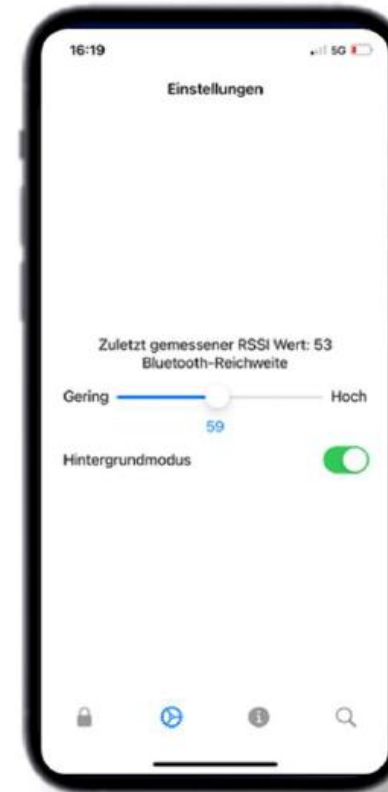 16:19
5G
Einstellungen
Zuletzt gemessener RSSI Wert: 53
Bluetooth-Reichweite
Gering
Hoch
59
Hintergrundmodus